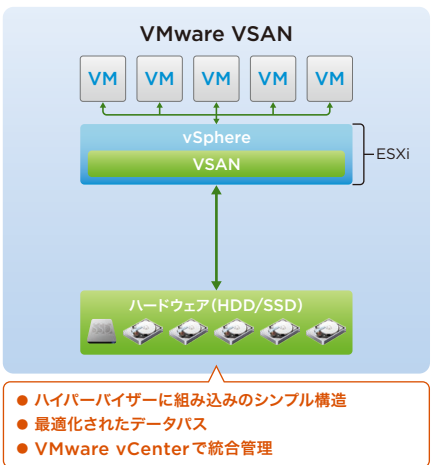 VMware VSAN
VM VM VM VM VM
vSphere
VSAN
ESXi
ハードウェア(HDD/SSD)
● ハイパーバイザーに組み込みのシンプル構造
● 最適化されたデータパス
● VMware vCenterで統合管理